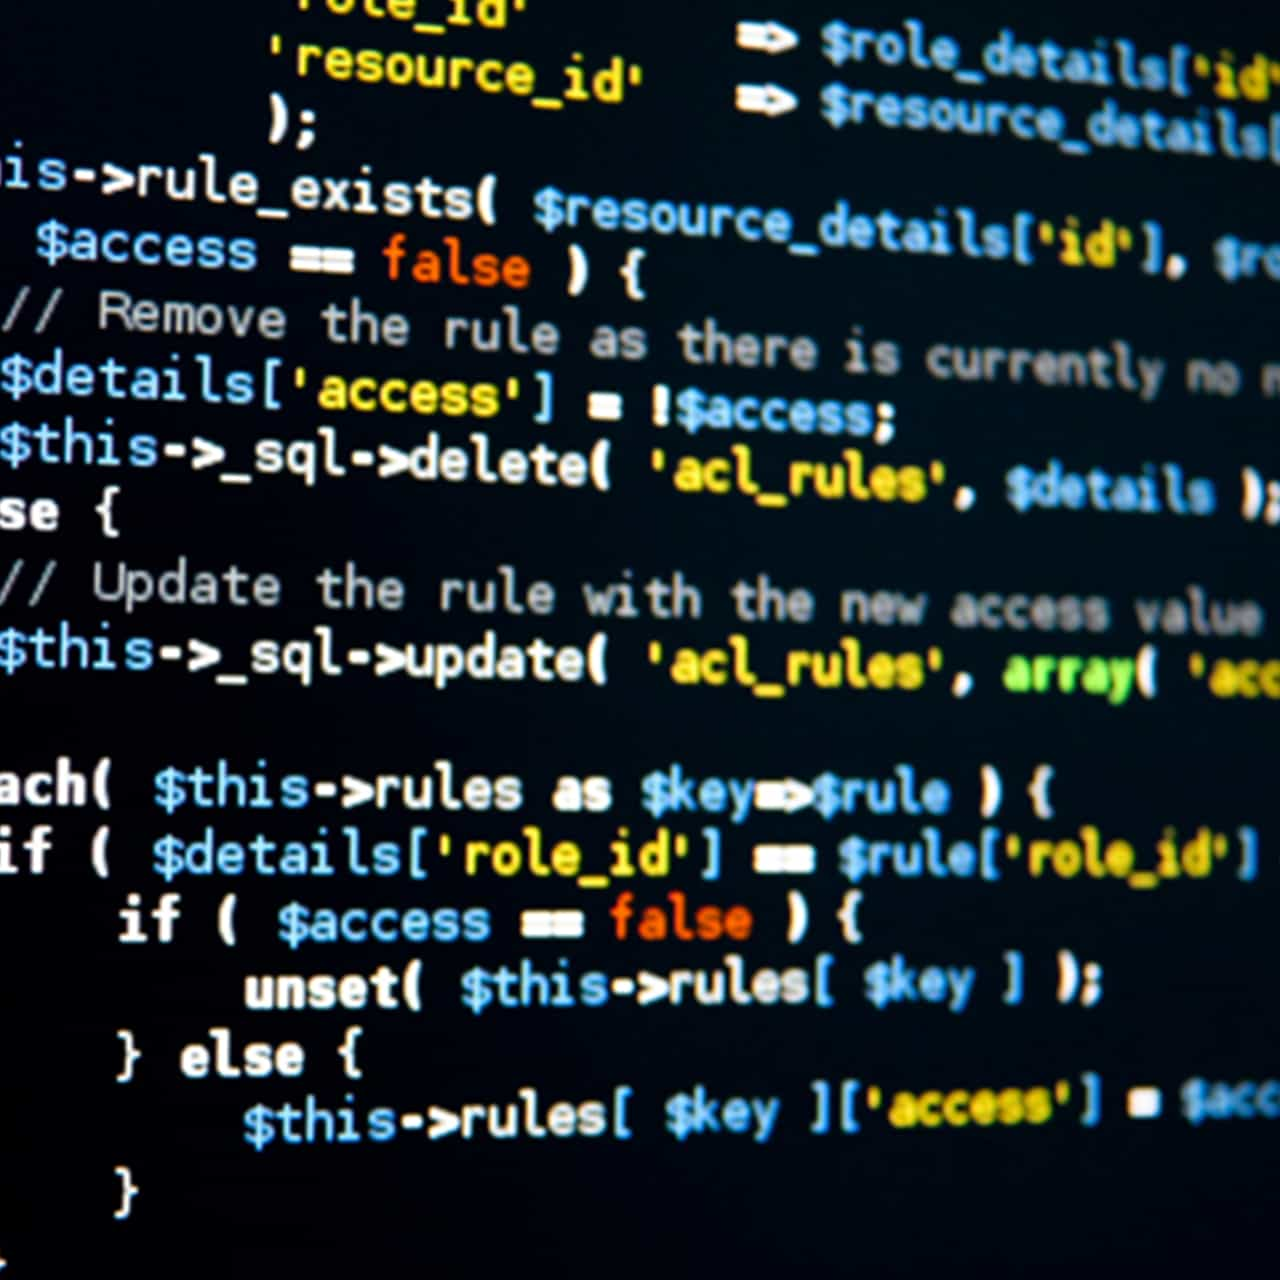 role_id' => $role_details['id'
'resource_id' => $resource_details[
);
is->rule_exists( $resource_details['id'], $ro
$access == false ) {
// Remove the rule as there is currently no
$details['access'] = !$access;
$this->_sql->delete( 'acl_rules', $details );
se {
// Update the rule with the new access value
$this->_sql->update( 'acl_rules', array( 'acc
ach( $this->rules as $key=>$rule ) {
if ( $details['role_id'] == $rule['role_id']
if ( $access == false ) {
unset( $this->rules[ $key ] );
} else {
$this->rules[ $key ]['access'] = $acc
}